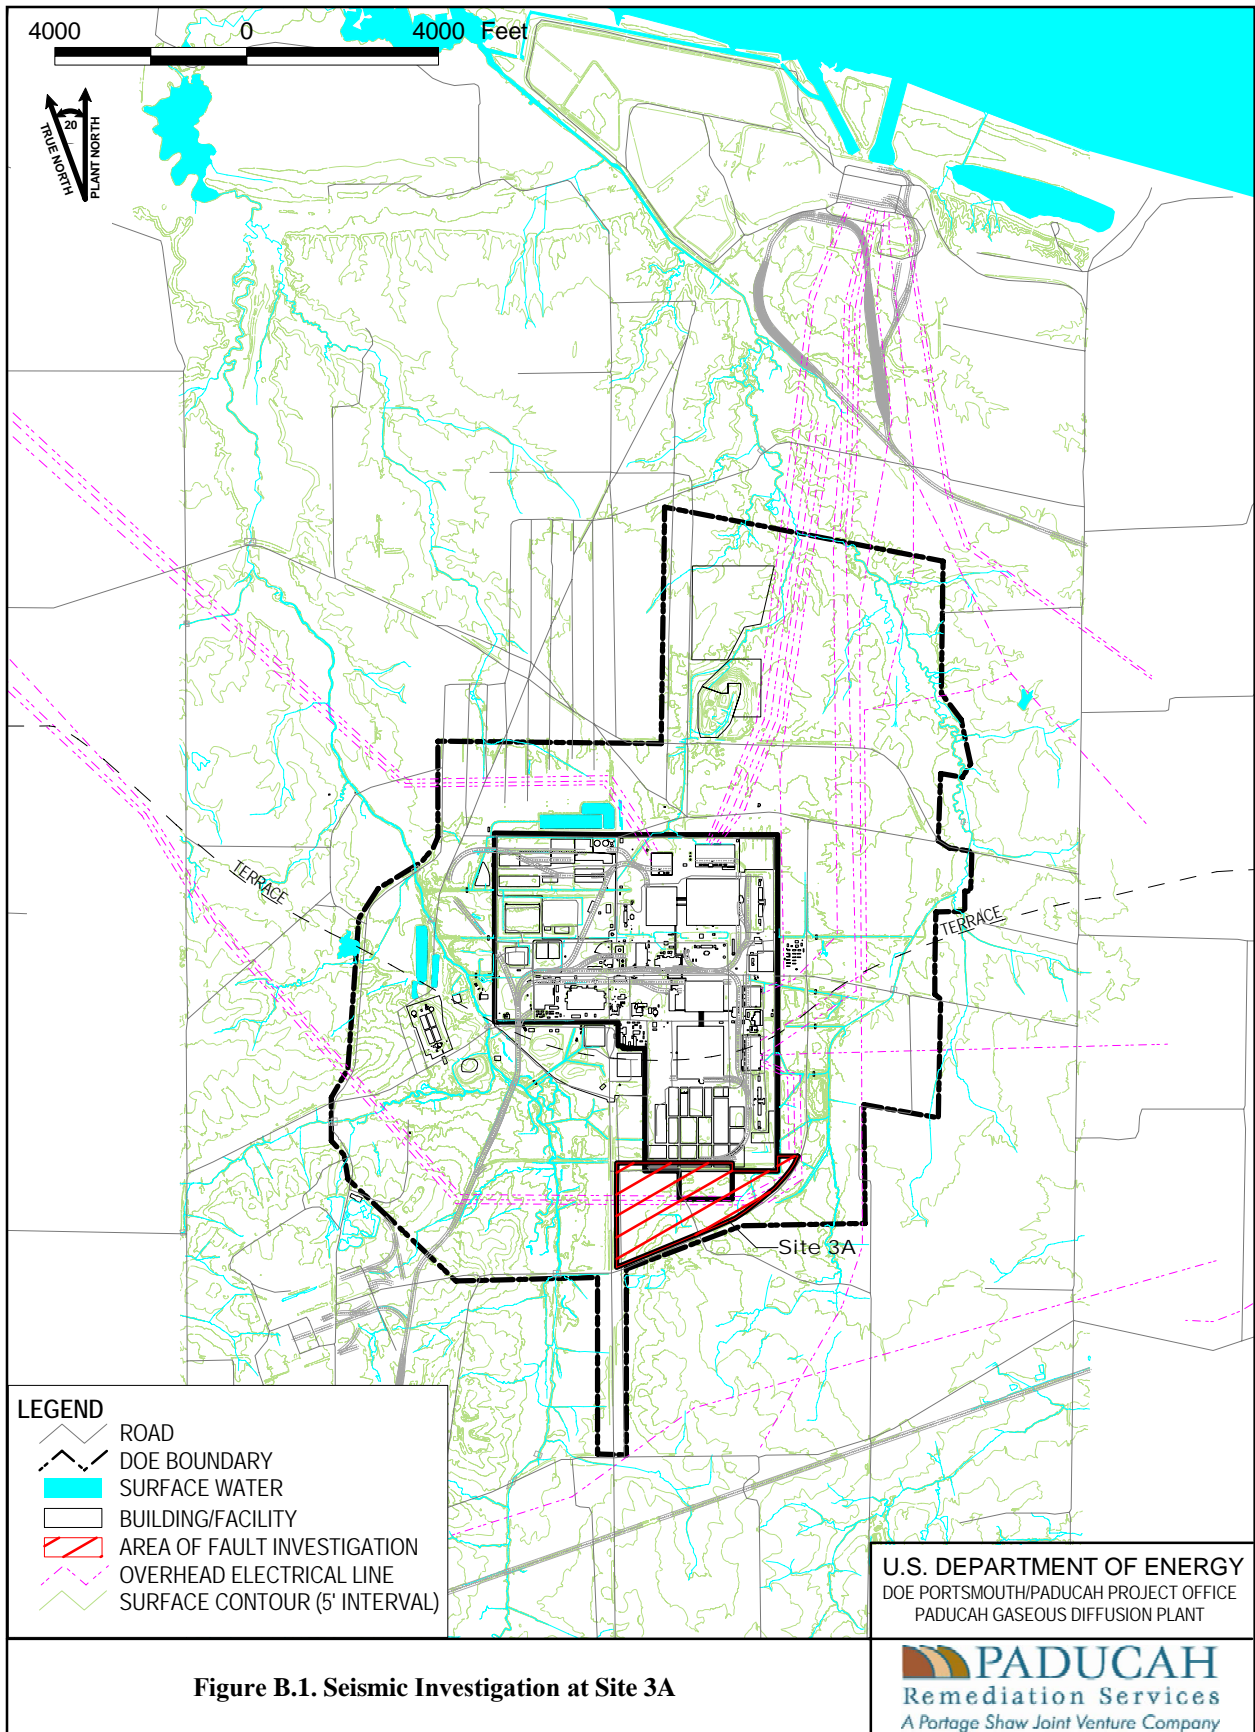 4000 0 4000 Feet
20
TRUE NORTH
PLANT NORTH
TERRACE
TERRACE
Site 3A
LEGEND
ROAD
DOE BOUNDARY
SURFACE WATER
BUILDING/FACILITY
AREA OF FAULT INVESTIGATION
OVERHEAD ELECTRICAL LINE
SURFACE CONTOUR (5' INTERVAL)
U.S. DEPARTMENT OF ENERGY
DOE PORTSMOUTH/PADUCAH PROJECT OFFICE
PADUCAH GASEOUS DIFFUSION PLANT
Figure B.1. Seismic Investigation at Site 3A
PADUCAH
Remediation Services
A Portage Shaw Joint Venture Company